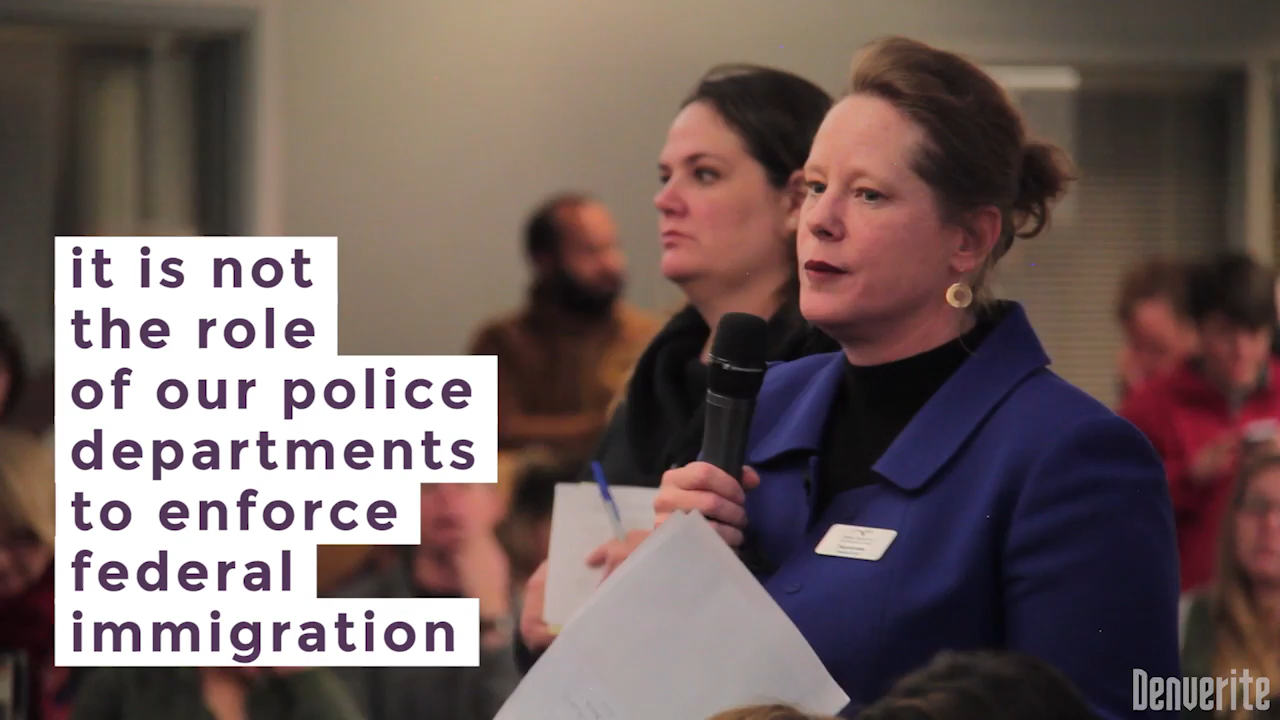 it is not
the role
of our police
departments
to enforce
federal
immigration
Denverite